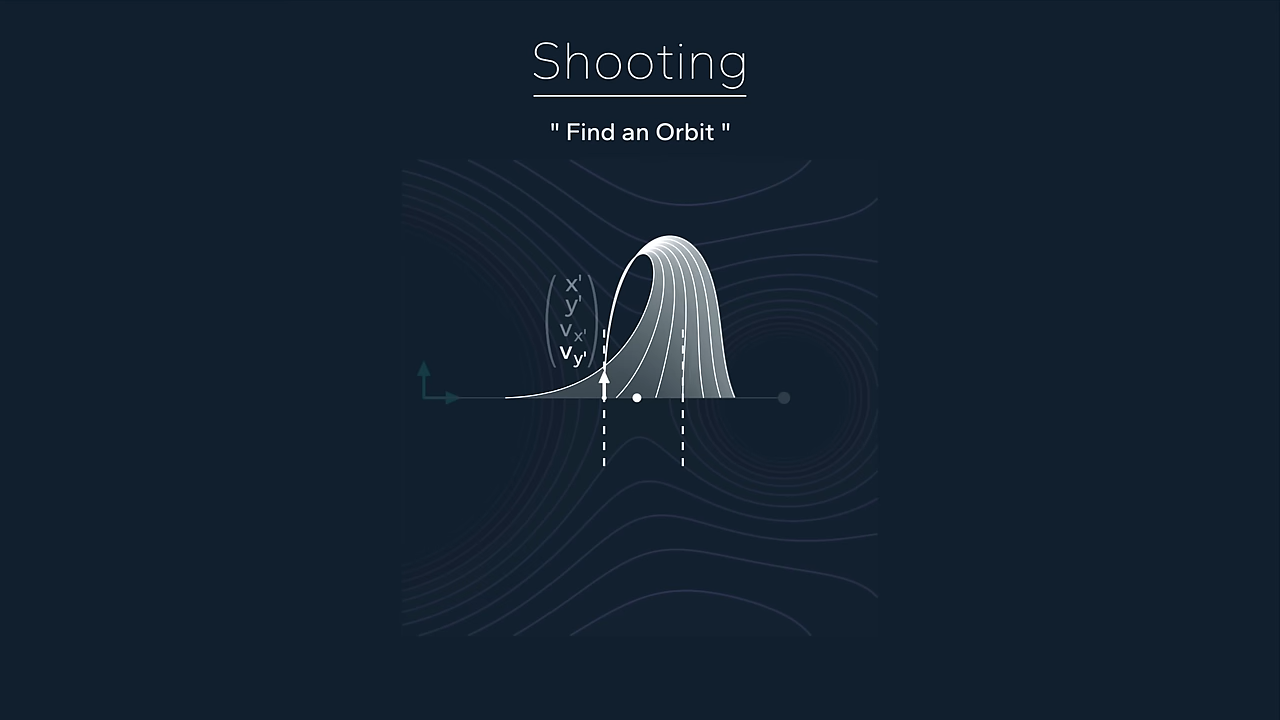 Shooting
" Find an Orbit "
x'
y'
vx'
vy'